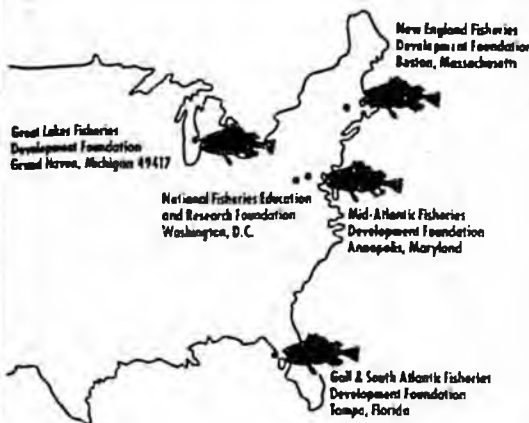 New England Fisheries
Development Foundation
Boston, Massachusetts
Great Lakes Fisheries
Development Foundation
Grand Haven, Michigan 49417
National Fisheries Education
and Research Foundation
Washington, D.C.
Mid-Atlantic Fisheries
Development Foundation
Annapolis, Maryland
Gulf & South Atlantic Fisheries
Development Foundation
Tampa, Florida